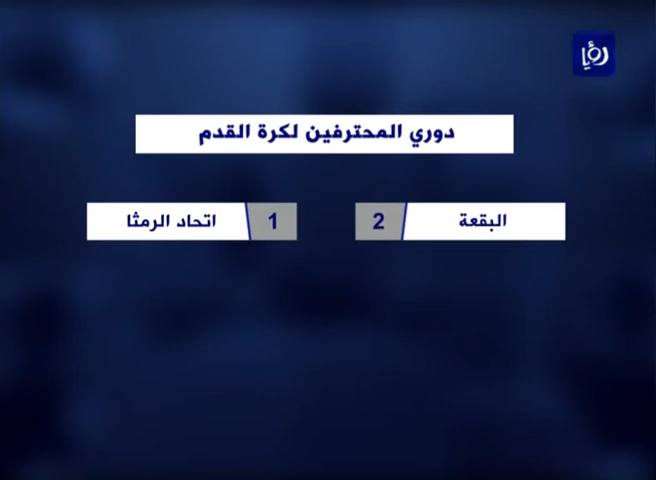 رؤيا
دوري المحترفين لكرة القدم
البقعة 2 1 اتحاد الرمثا